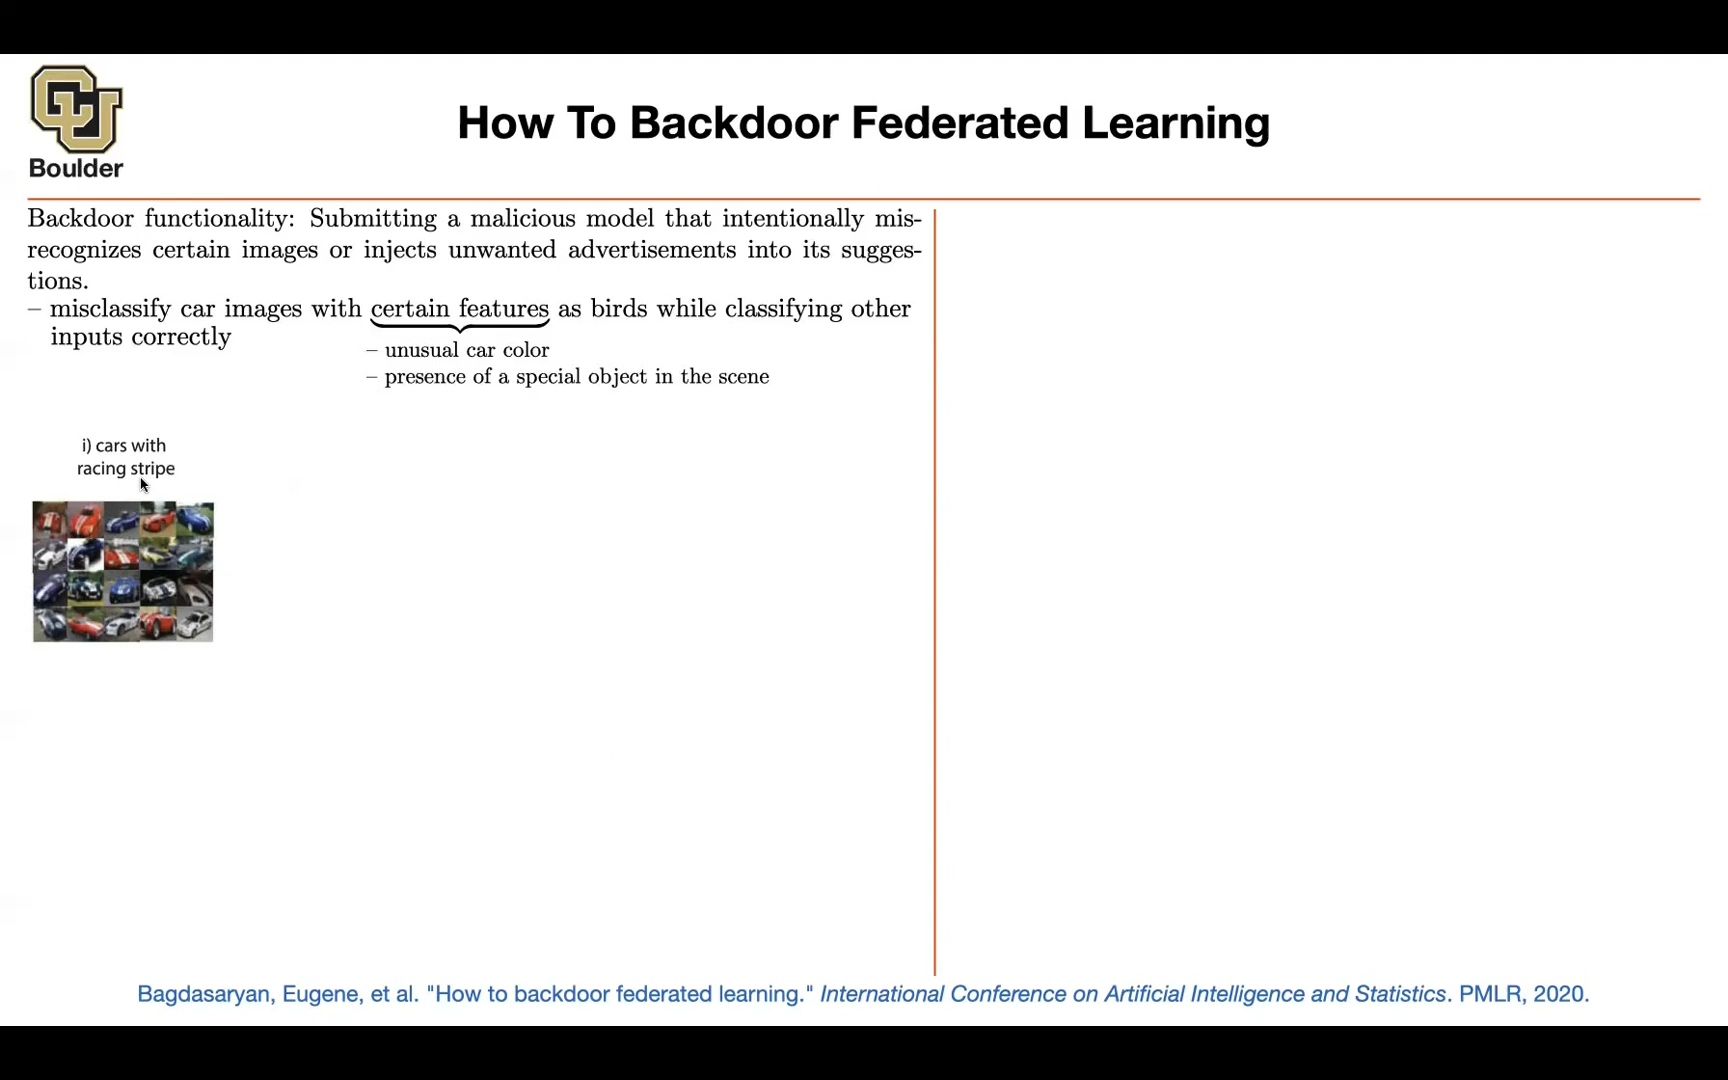 Boulder
How To Backdoor Federated Learning
Backdoor functionality: Submitting a malicious model that intentionally mis-
recognizes certain images or injects unwanted advertisements into its sugges-
tions.
– misclassify car images with certain features as birds while classifying other
inputs correctly
– unusual car color
– presence of a special object in the scene
i) cars with
racing stripe
Bagdasaryan, Eugene, et al. "How to backdoor federated learning." International Conference on Artificial Intelligence and Statistics. PMLR, 2020.